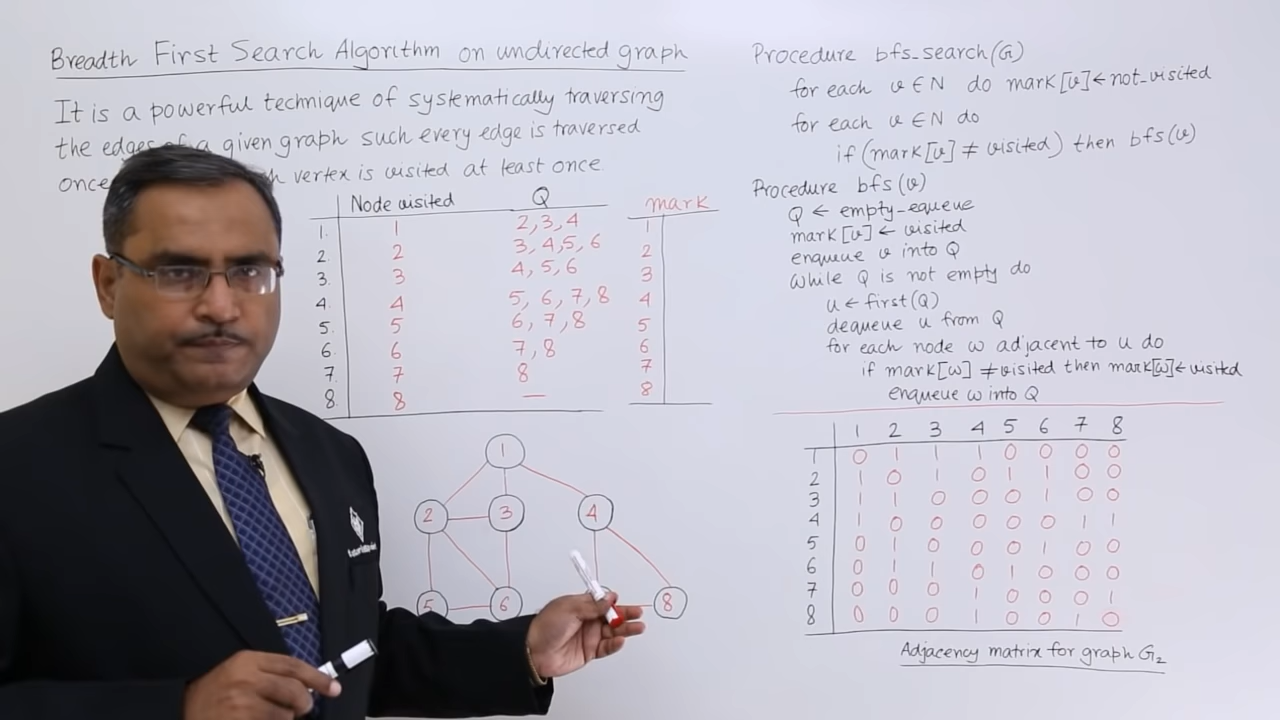 Breadth First Search Algorithm on undirected graph
It is a powerful technique of systematically traversing
the edges of a given graph such every edge is traversed
once vertex is visited at least once.
Node visited Q mark
1. 1 2, 3, 4 1
2. 2 3, 4, 5, 6 2
3. 3 4, 5, 6 3
4. 4 5, 6, 7, 8 4
5. 5 6, 7, 8 5
6. 6 7, 8 6
7. 7 8 7
8. 8 — 8
1
2 3 4
5 6 8
Procedure bfs_search(G)
for each v ∈ N do mark[v] ← not_visited
for each v ∈ N do
if (mark[v] ≠ visited) then bfs(v)
Procedure bfs(v)
Q ← empty_equeue
mark[v] ← visited
enqueue v into Q
While Q is not empty do
u ← first(Q)
dequeue u from Q
for each node w adjacent to u do
if mark[w] ≠ visited then mark[w] ← visited
enqueue w into Q
1 2 3 4 5 6 7 8
1 0 1 1 1 0 0 0 0
2 1 0 1 0 1 1 0 0
3 1 1 0 0 0 1 0 0
4 1 0 0 0 0 0 1 1
5 0 1 0 0 0 1 0 0
6 0 1 1 0 1 0 0 0
7 0 0 0 1 0 0 0 1
8 0 0 0 1 0 0 1 0
Adjacency matrix for graph G2